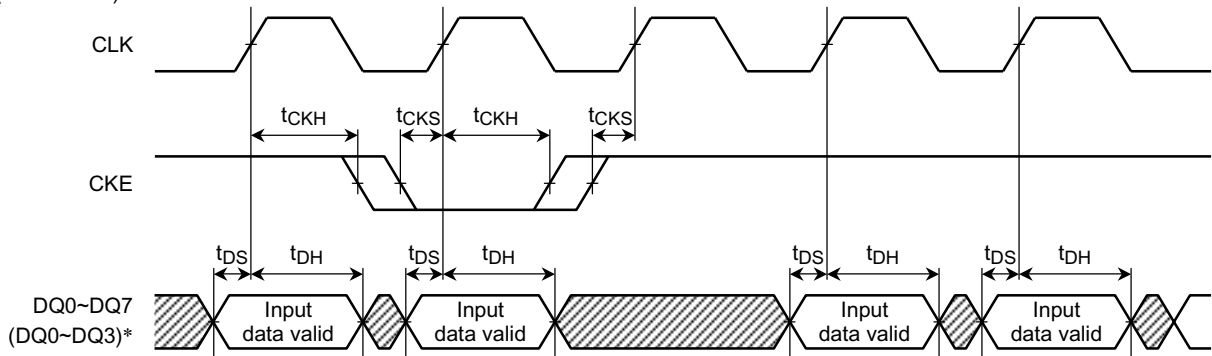 CLK
tCKH tCKS tCKH tCKS
CKE
tDS tDH tDS tDH tDS tDH tDS tDH
DQ0~DQ7
(DQ0~DQ3)*
Input data valid
Input data valid
Input data valid
Input data valid